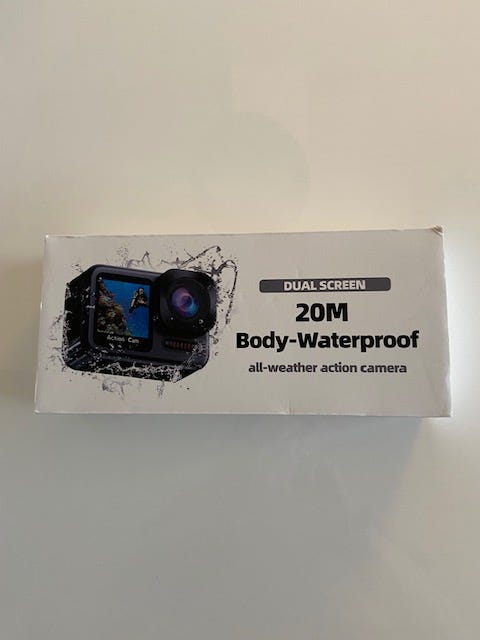 DUAL SCREEN
20M
Body-Waterproof
all-weather action camera
Action Cam